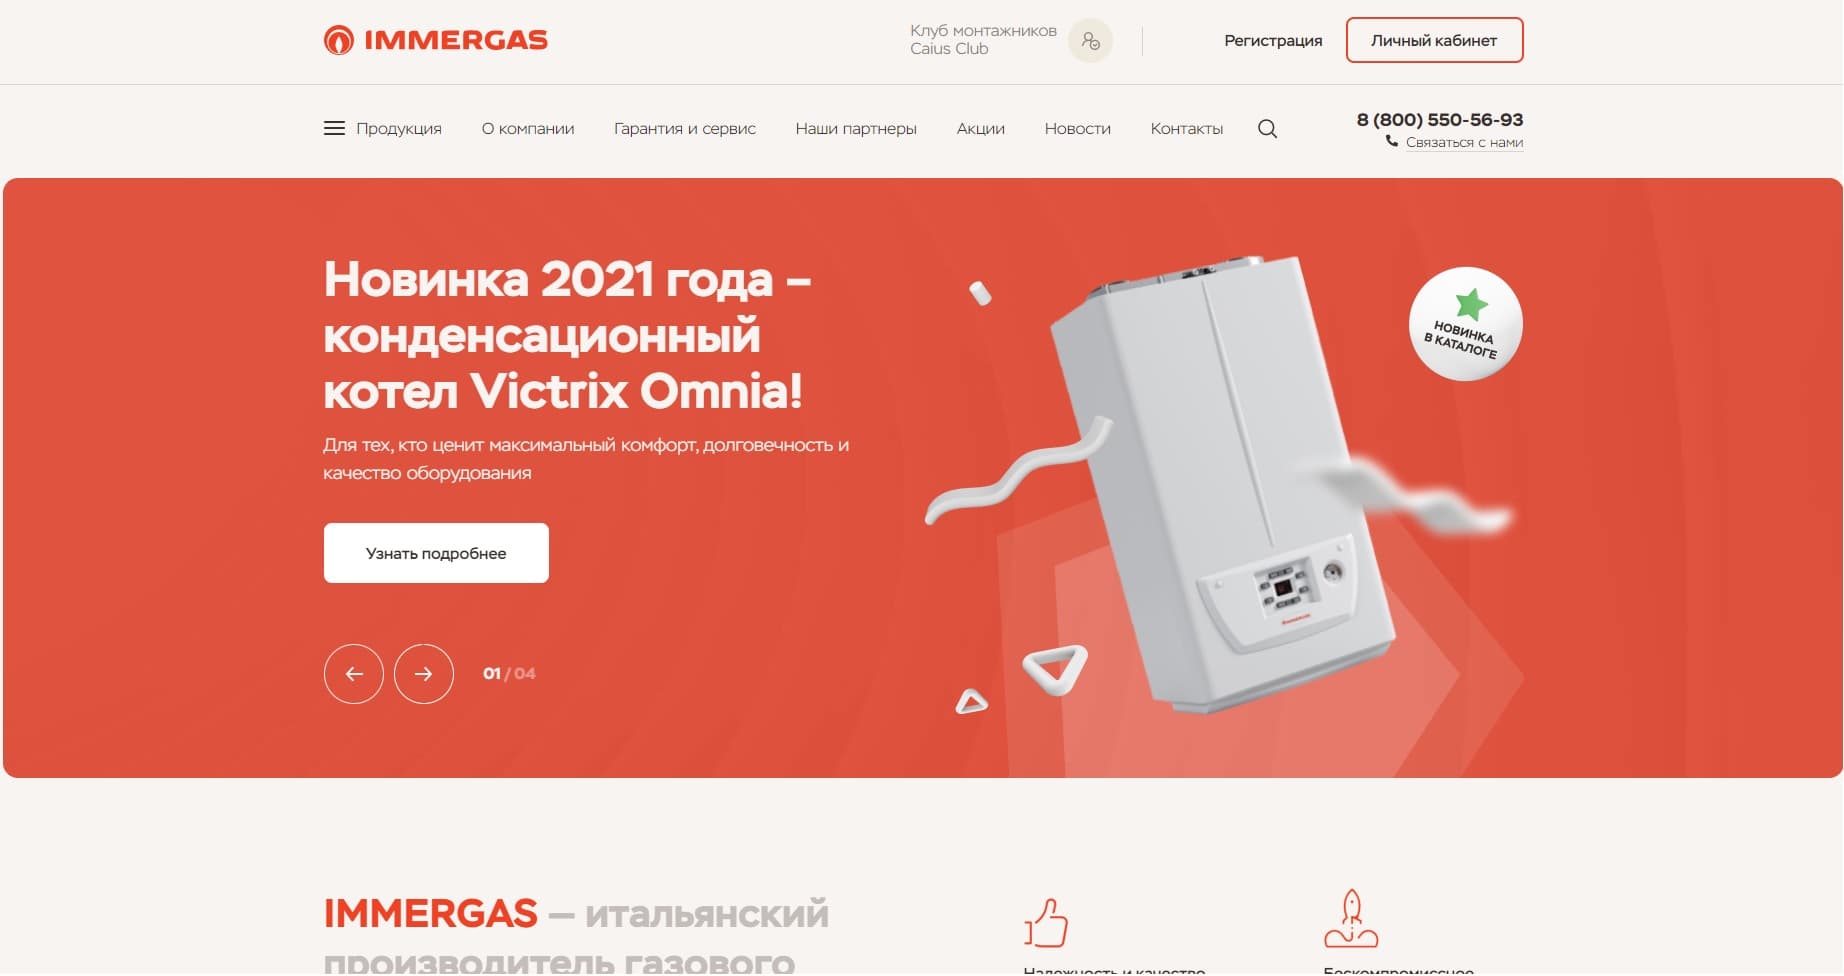 IMMERGAS
Клуб монтажников
Caius Club
Регистрация
Личный кабинет
Продукция
О компании
Гарантия и сервис
Наши партнеры
Акции
Новости
Контакты
8 (800) 550-56-93
Связаться с нами
Новинка 2021 года –
конденсационный
котел Victrix Omnia!
Для тех, кто ценит максимальный комфорт, долговечность и
качество оборудования
Узнать подробнее
01 / 04
НОВИНКА
В КАТАЛОГЕ
IMMERGAS — итальянский
производитель газового
Надежность и качество
Бескомпромиссное